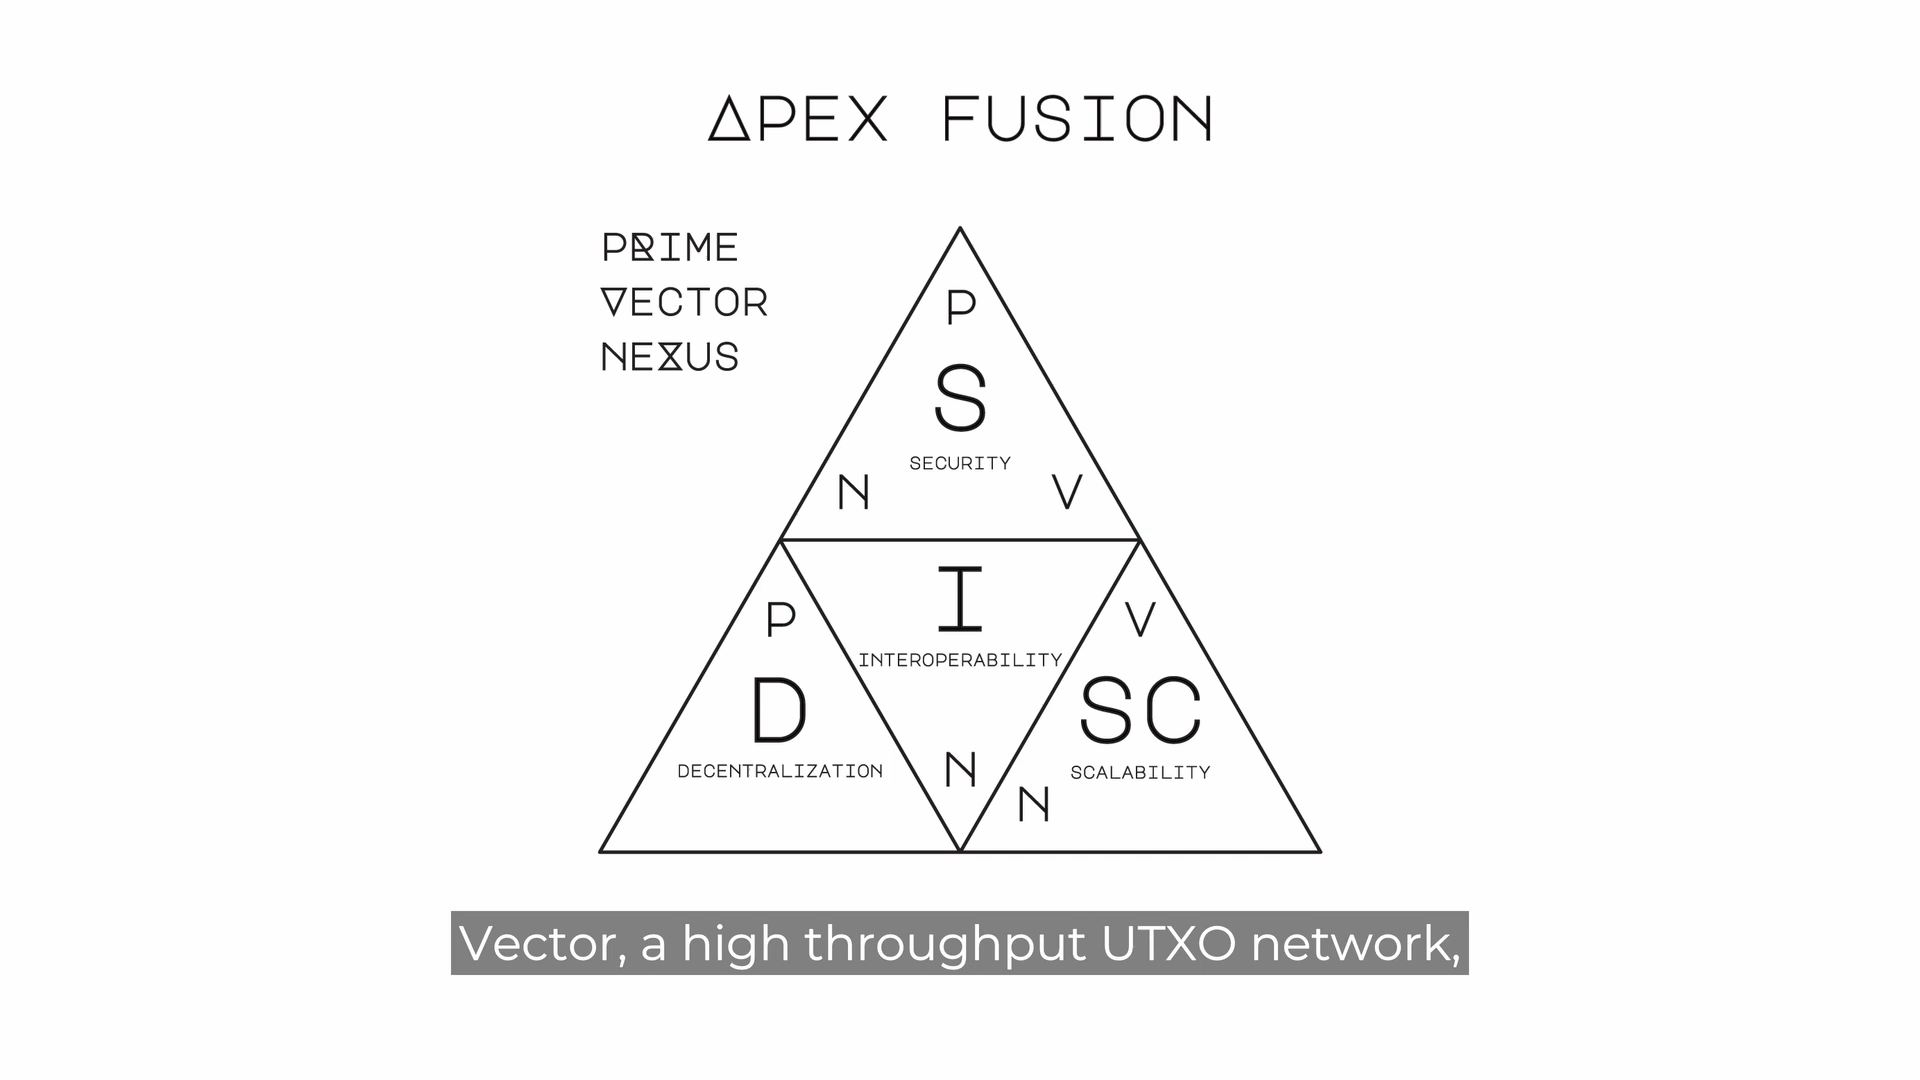 APEX FUSION
PRIME
VECTOR
NEXUS
P
S
SECURITY
N V
I
INTEROPERABILITY
N
P
D
DECENTRALIZATION
V
SC
SCALABILITY
N
Vector, a high throughput UTXO network,